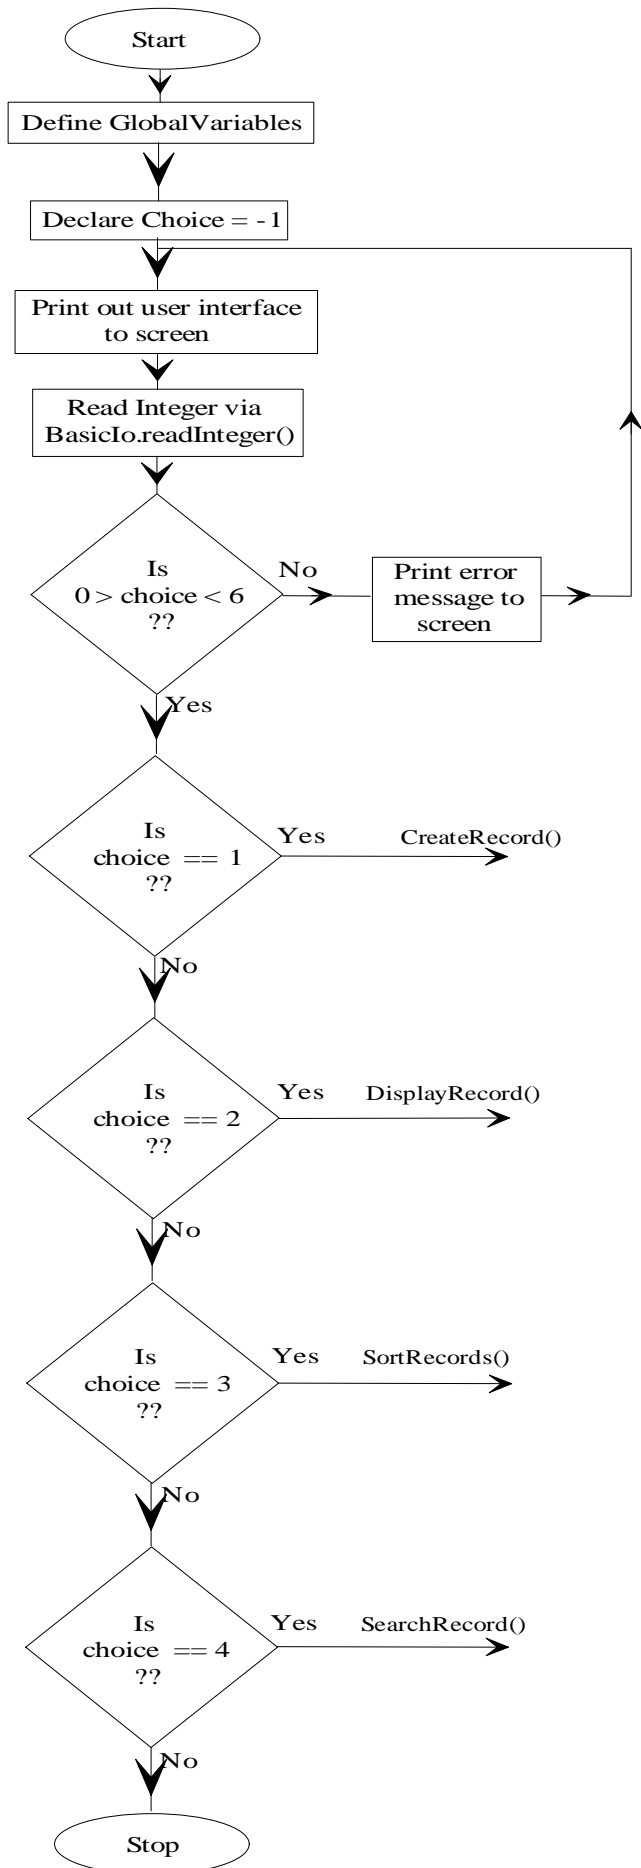 Start
Define GlobalVariables
Declare Choice = -1
Print out user interface
to screen
Read Integer via
BasicIo.readInteger()
Is
0 > choice < 6
??
No
Print error
message to
screen
Yes
Is
choice == 1
??
Yes
CreateRecord()
No
Is
choice == 2
??
Yes
DisplayRecord()
No
Is
choice == 3
??
Yes
SortRecords()
No
Is
choice == 4
??
Yes
SearchRecord()
No
Stop